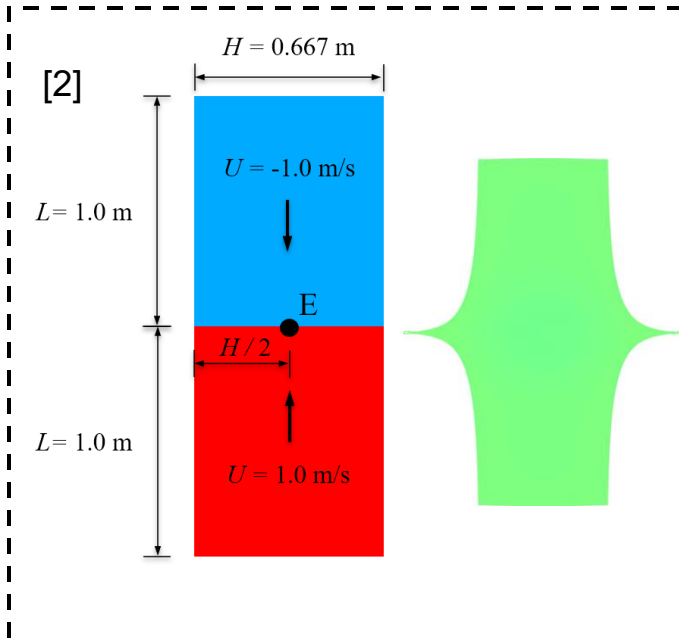 H = 0.667 m
[2]
U = -1.0 m/s
L= 1.0 m
E
H / 2
L= 1.0 m
U = 1.0 m/s